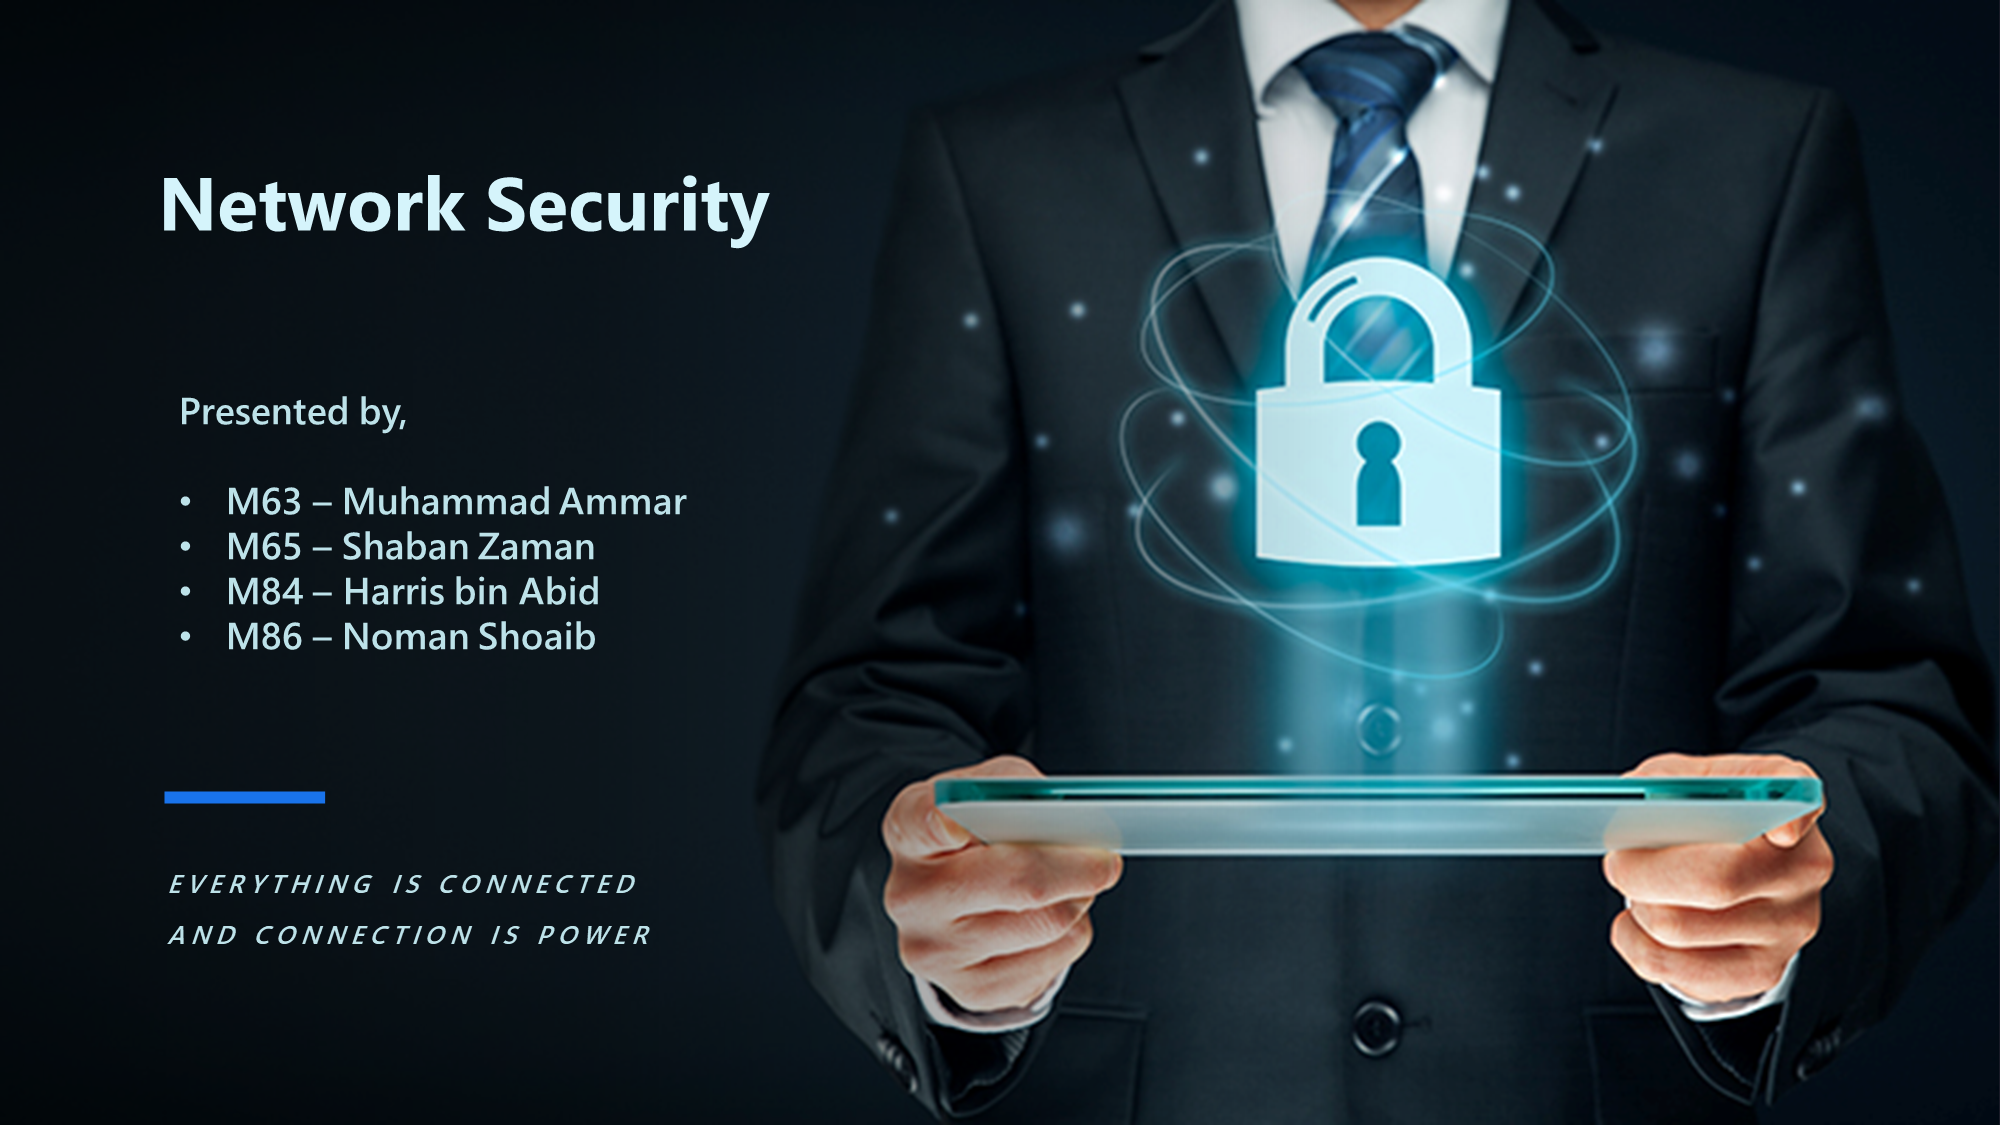 Network Security
Presented by,
• M63 – Muhammad Ammar
• M65 – Shaban Zaman
• M84 – Harris bin Abid
• M86 – Noman Shoaib
EVERYTHING IS CONNECTED
AND CONNECTION IS POWER